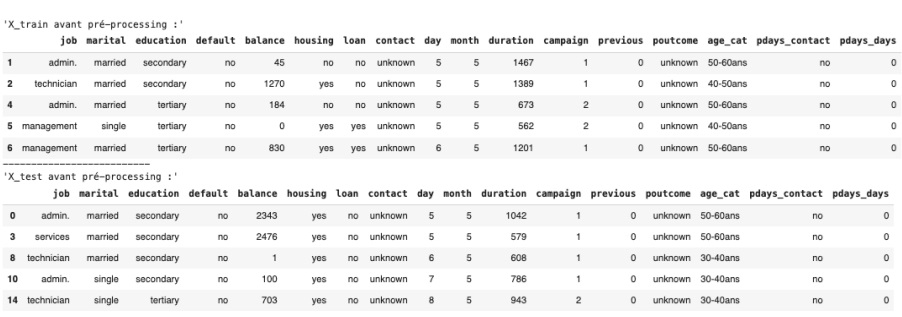 'X_train avant pré-processing :'
job marital education default balance housing loan contact day month duration campaign previous poutcome age_cat pdays_contact pdays_days
1 admin. married secondary no 45 no no unknown 5 5 1467 1 0 unknown 50-60ans no 0
2 technician married secondary no 1270 yes no unknown 5 5 1389 1 0 unknown 40-50ans no 0
4 admin. married tertiary no 184 no no unknown 5 5 673 2 0 unknown 50-60ans no 0
5 management single tertiary no 0 yes yes unknown 5 5 562 2 0 unknown 40-50ans no 0
6 management married tertiary no 830 yes yes unknown 6 5 1201 1 0 unknown 50-60ans no 0
--------------------------
'X_test avant pré-processing :'
job marital education default balance housing loan contact day month duration campaign previous poutcome age_cat pdays_contact pdays_days
0 admin. married secondary no 2343 yes no unknown 5 5 1042 1 0 unknown 50-60ans no 0
3 services married secondary no 2476 yes no unknown 5 5 579 1 0 unknown 50-60ans no 0
8 technician married secondary no 1 yes no unknown 6 5 608 1 0 unknown 30-40ans no 0
10 admin. single secondary no 100 yes no unknown 7 5 786 1 0 unknown 30-40ans no 0
14 technician single tertiary no 703 yes no unknown 8 5 943 2 0 unknown 30-40ans no 0